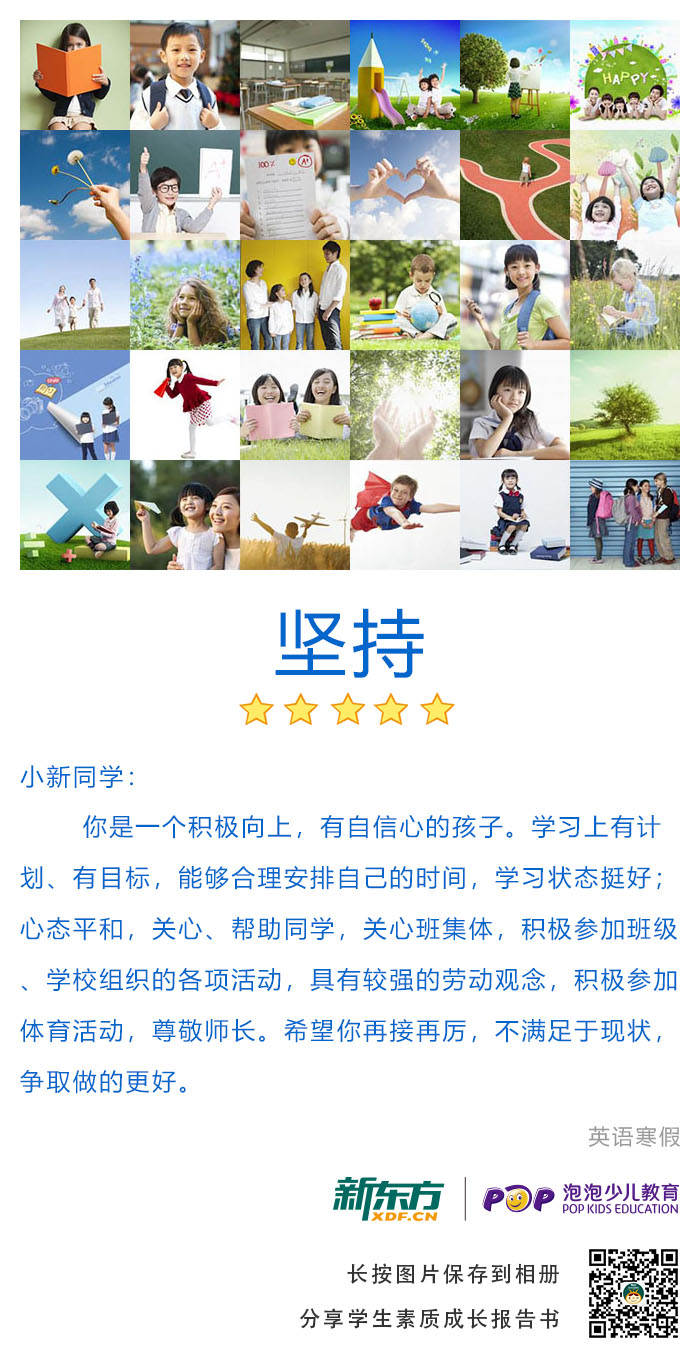 HAPPY
100%
A+
A+
坚持
小新同学：
你是一个积极向上，有自信心的孩子。学习上有计
划、有目标，能够合理安排自己的时间，学习状态挺好；
心态平和，关心、帮助同学，关心班集体，积极参加班级
、学校组织的各项活动，具有较强的劳动观念，积极参加
体育活动，尊敬师长。希望你再接再厉，不满足于现状，
争取做的更好。
英语寒假
新东方
XDF.CN
POP 泡泡少儿教育
POP KIDS EDUCATION
长按图片保存到相册
分享学生素质成长报告书